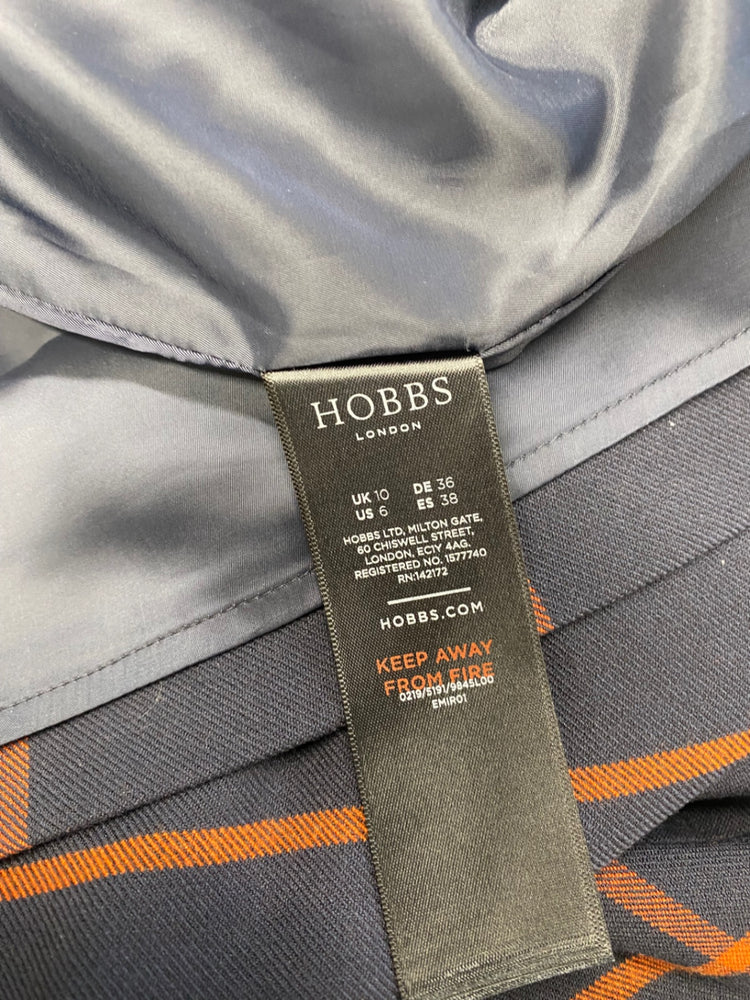 HOBBS
LONDON
UK 10 DE 36
US 6 ES 38
HOBBS LTD, MILTON GATE,
60 CHISWELL STREET,
LONDON, EC1Y 4AG.
REGISTERED NO. 1577740
RN:142172
HOBBS.COM
KEEP AWAY
FROM FIRE
0219/5191/9845L00
EMIR01